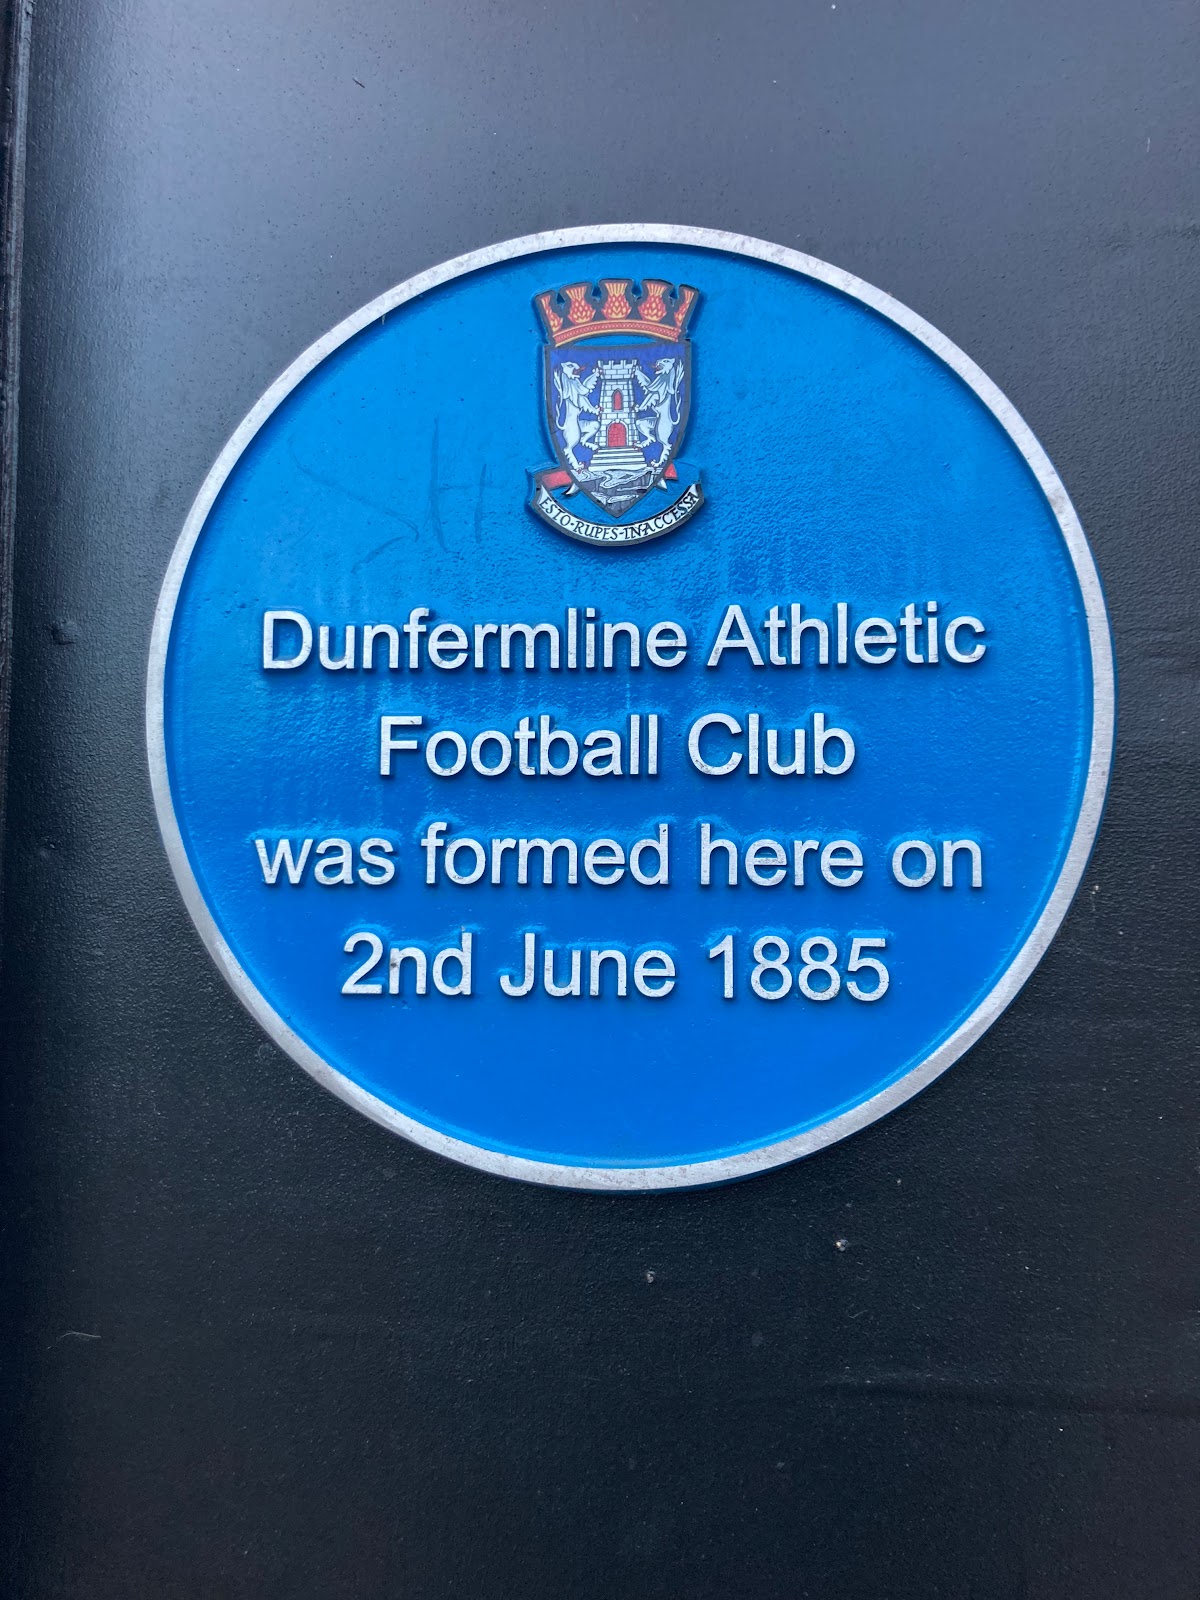 ESTO·RUPES·INACCESSA
Dunfermline Athletic
Football Club
was formed here on
2nd June 1885